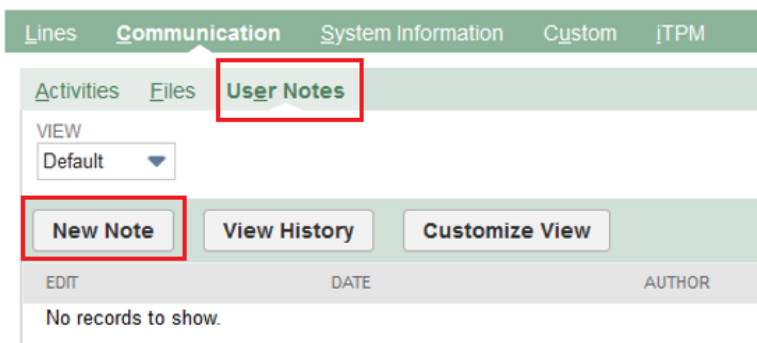 Lines Communication System Information Custom iTPM
Activities Files User Notes
VIEW
Default
New Note View History Customize View
EDIT DATE AUTHOR
No records to show.